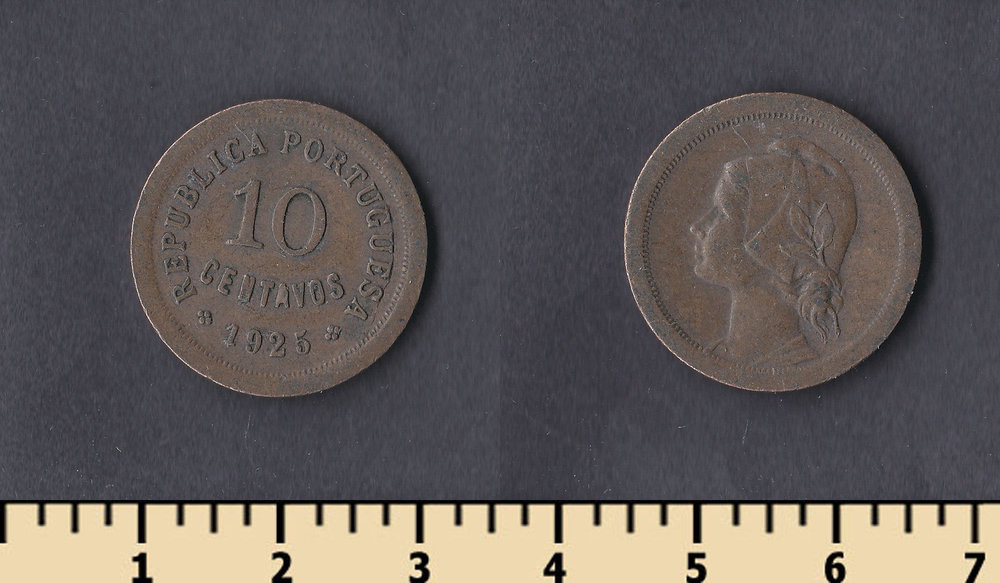 REPUBLICA PORTUGUESA
10
CENTAVOS
* 1925 *
1 2 3 4 5 6 7